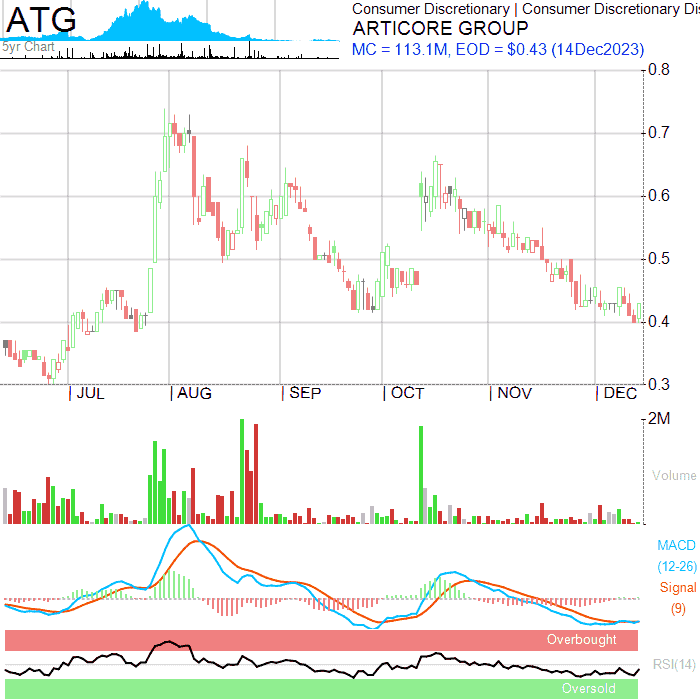 ATG
5yr Chart
Consumer Discretionary | Consumer Discretionary Dis
ARTICORE GROUP
MC = 113.1M, EOD = $0.43 (14Dec2023)
0.8
0.7
0.6
0.5
0.4
0.3
JUL AUG SEP OCT NOV DEC
2M
Volume
MACD
(12-26)
Signal
(9)
Overbought
RSI(14)
Oversold